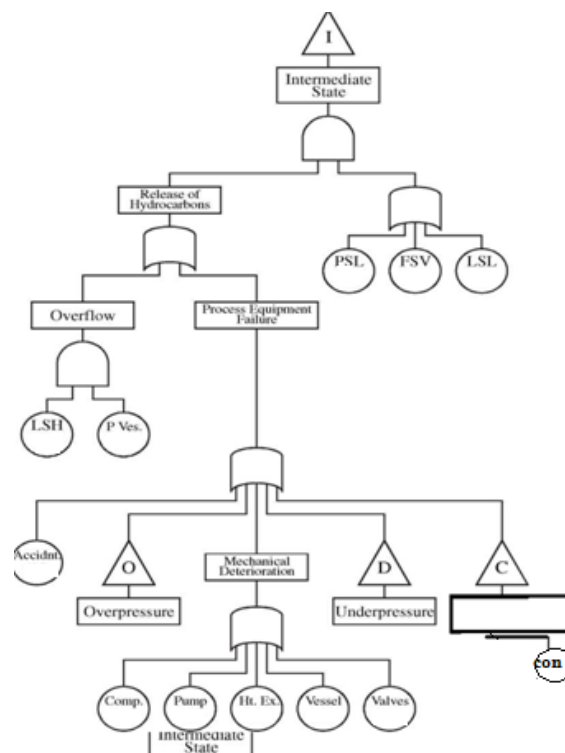 I
Intermediate
State
Release of
Hydrocarbons
PSL
FSV
LSL
Overflow
Process Equipment
Failure
LSH
P Ves.
Accidnt.
O
Mechanical
Deterioration
D
C
Overpressure
Underpressure
con
Comp.
Pump
Ht. Ex.
Vessel
Valves
Intermediate
State